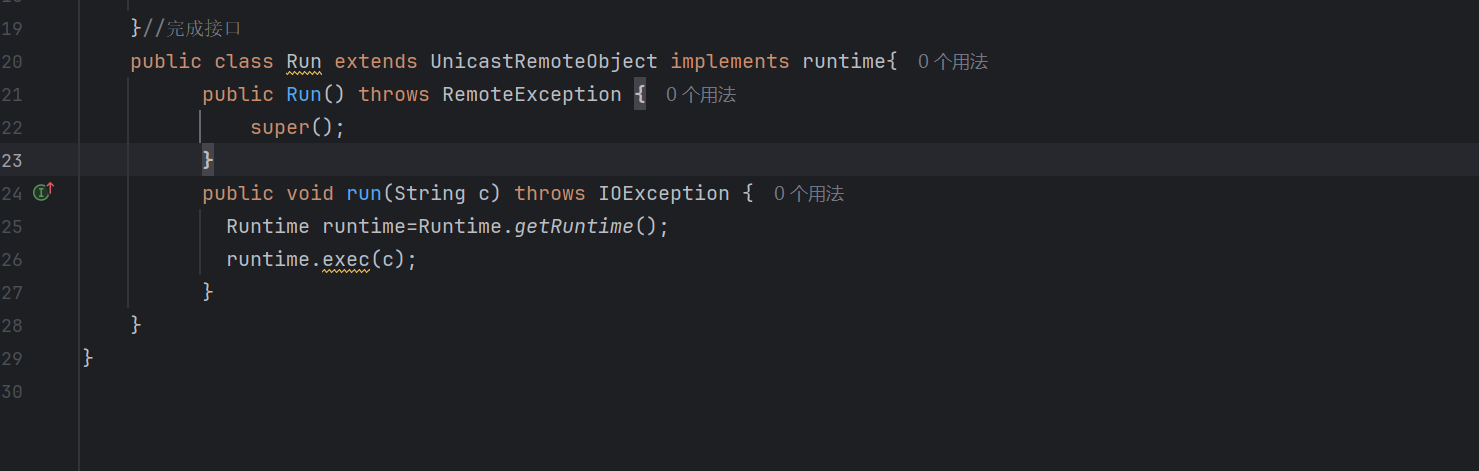 19 }//完成接口
20 public class Run extends UnicastRemoteObject implements runtime{ 0 个用法
21 public Run() throws RemoteException { 0 个用法
22 super();
23 }
24 public void run(String c) throws IOException { 0 个用法
25 Runtime runtime=Runtime.getRuntime();
26 runtime.exec(c);
27 }
28 }
29 }
30